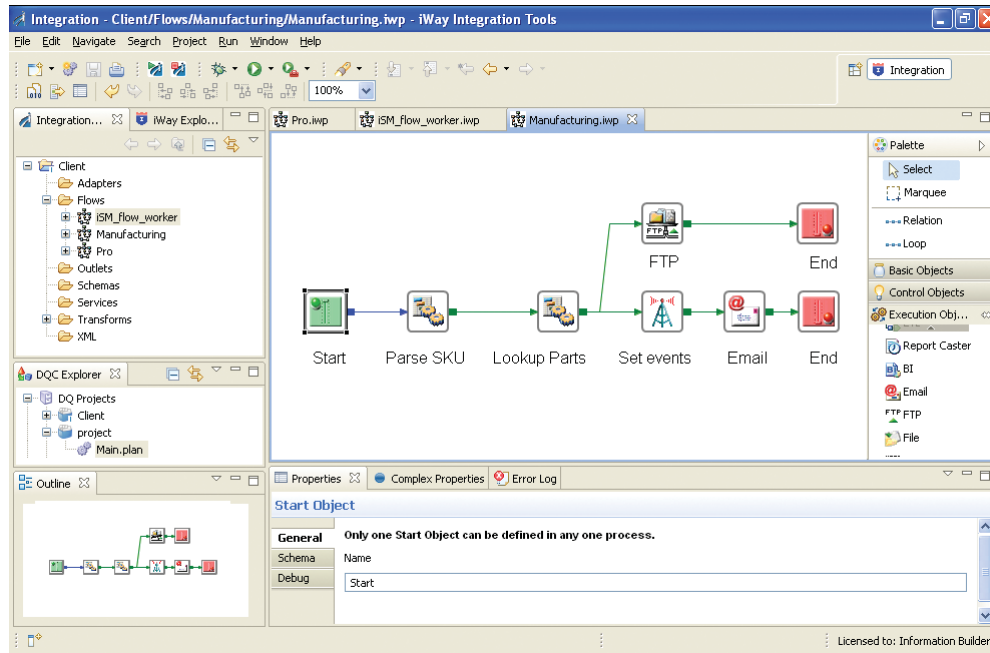 Integration - Client/Flows/Manufacturing/Manufacturing.iwp - iWay Integration Tools
File Edit Navigate Search Project Run Window Help
100%
Integration
Integration...
iWay Explo...
Pro.iwp
iSM_flow_worker.iwp
Manufacturing.iwp
Client
Adapters
Flows
iSM_flow_worker
Manufacturing
Pro
Outlets
Schemas
Services
Transforms
XML
Palette
Select
Marquee
Relation
Loop
Basic Objects
Control Objects
Execution Obj...
Report Caster
BI
Email
FTP FTP
File
FTP
FTP
End
Start
Parse SKU
Lookup Parts
Set events
Email
End
DQC Explorer
DQ Projects
Client
project
Main.plan
Outline
Properties
Complex Properties
Error Log
Start Object
General
Schema
Debug
Only one Start Object can be defined in any one process.
Name
Start
Licensed to: Information Builder